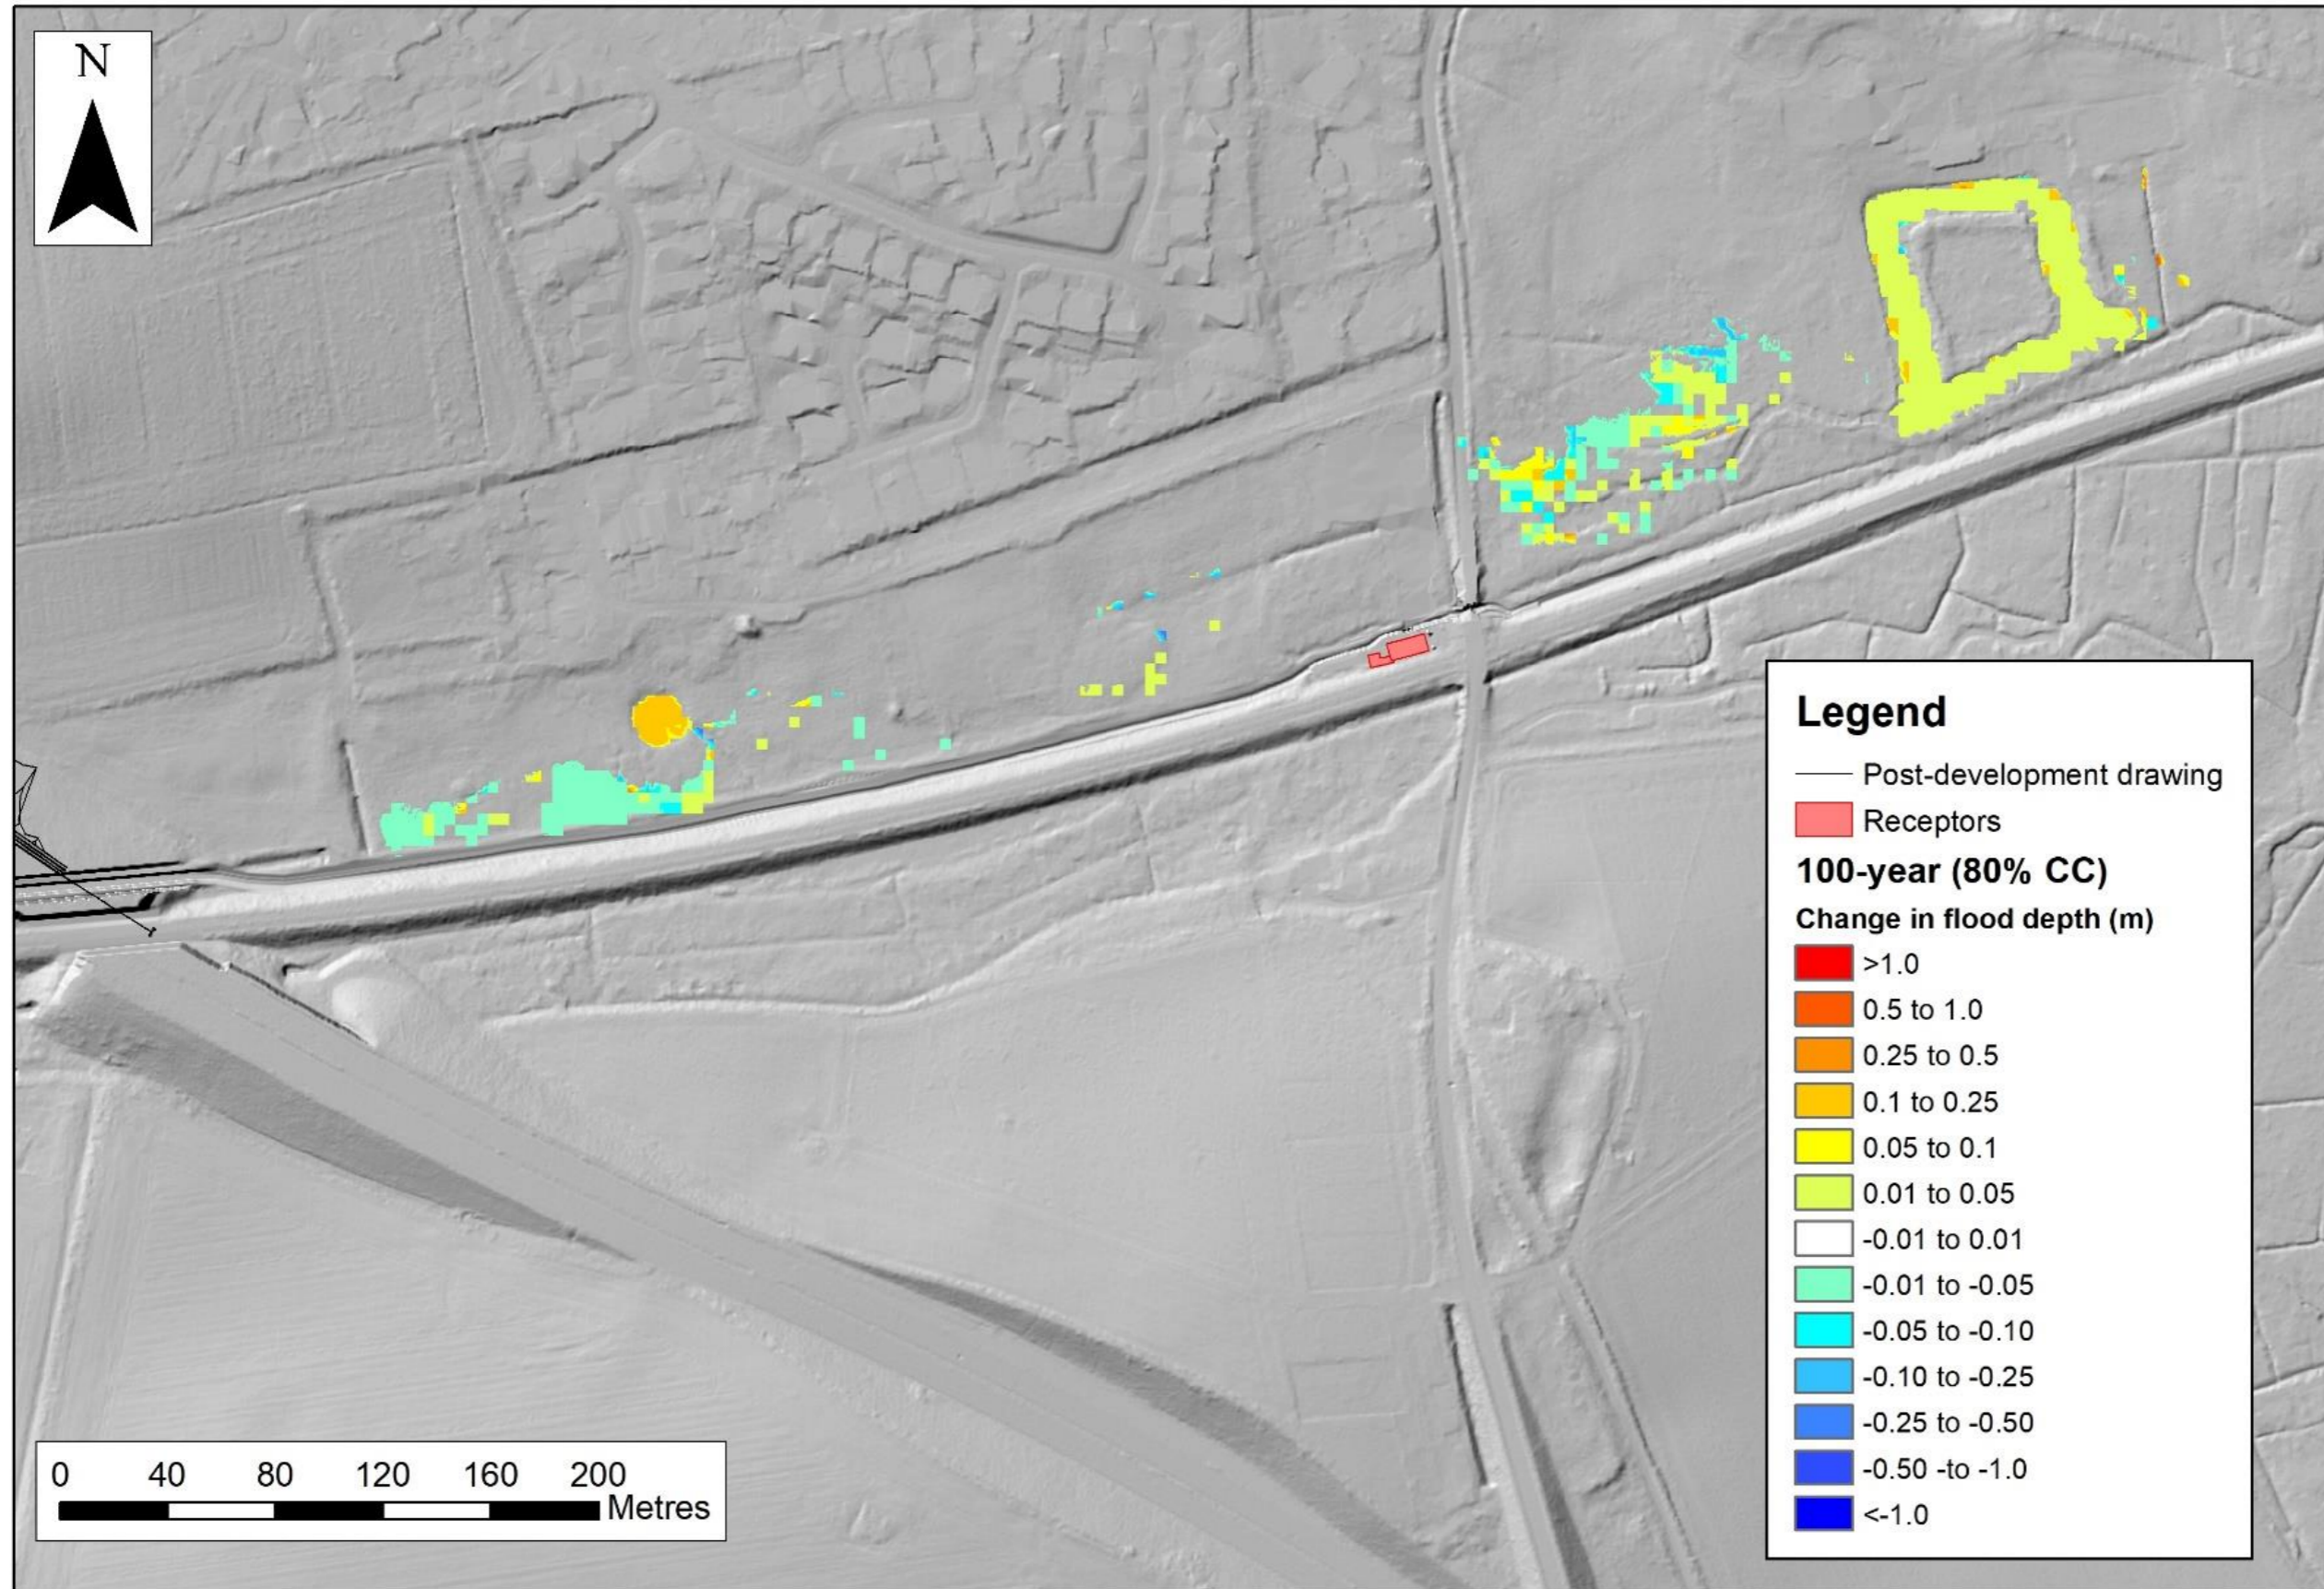 N
Legend
Post-development drawing
Receptors
100-year (80% CC)
Change in flood depth (m)
>1.0
0.5 to 1.0
0.25 to 0.5
0.1 to 0.25
0.05 to 0.1
0.01 to 0.05
-0.01 to 0.01
-0.01 to -0.05
-0.05 to -0.10
-0.10 to -0.25
-0.25 to -0.50
-0.50 -to -1.0
<-1.0
0 40 80 120 160 200
Metres